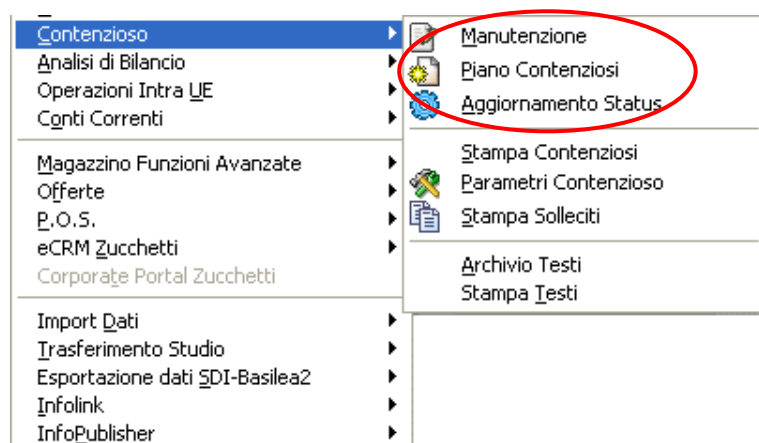 Contenzioso
Analisi di Bilancio
Operazioni Intra UE
Conti Correnti
Magazzino Funzioni Avanzate
Offerte
P.O.S.
eCRM Zucchetti
Corporate Portal Zucchetti
Import Dati
Trasferimento Studio
Esportazione dati SDI-Basilea2
Infolink
InfoPublisher
Manutenzione
Piano Contenziosi
Aggiornamento Status
Stampa Contenziosi
Parametri Contenzioso
Stampa Solleciti
Archivio Testi
Stampa Testi